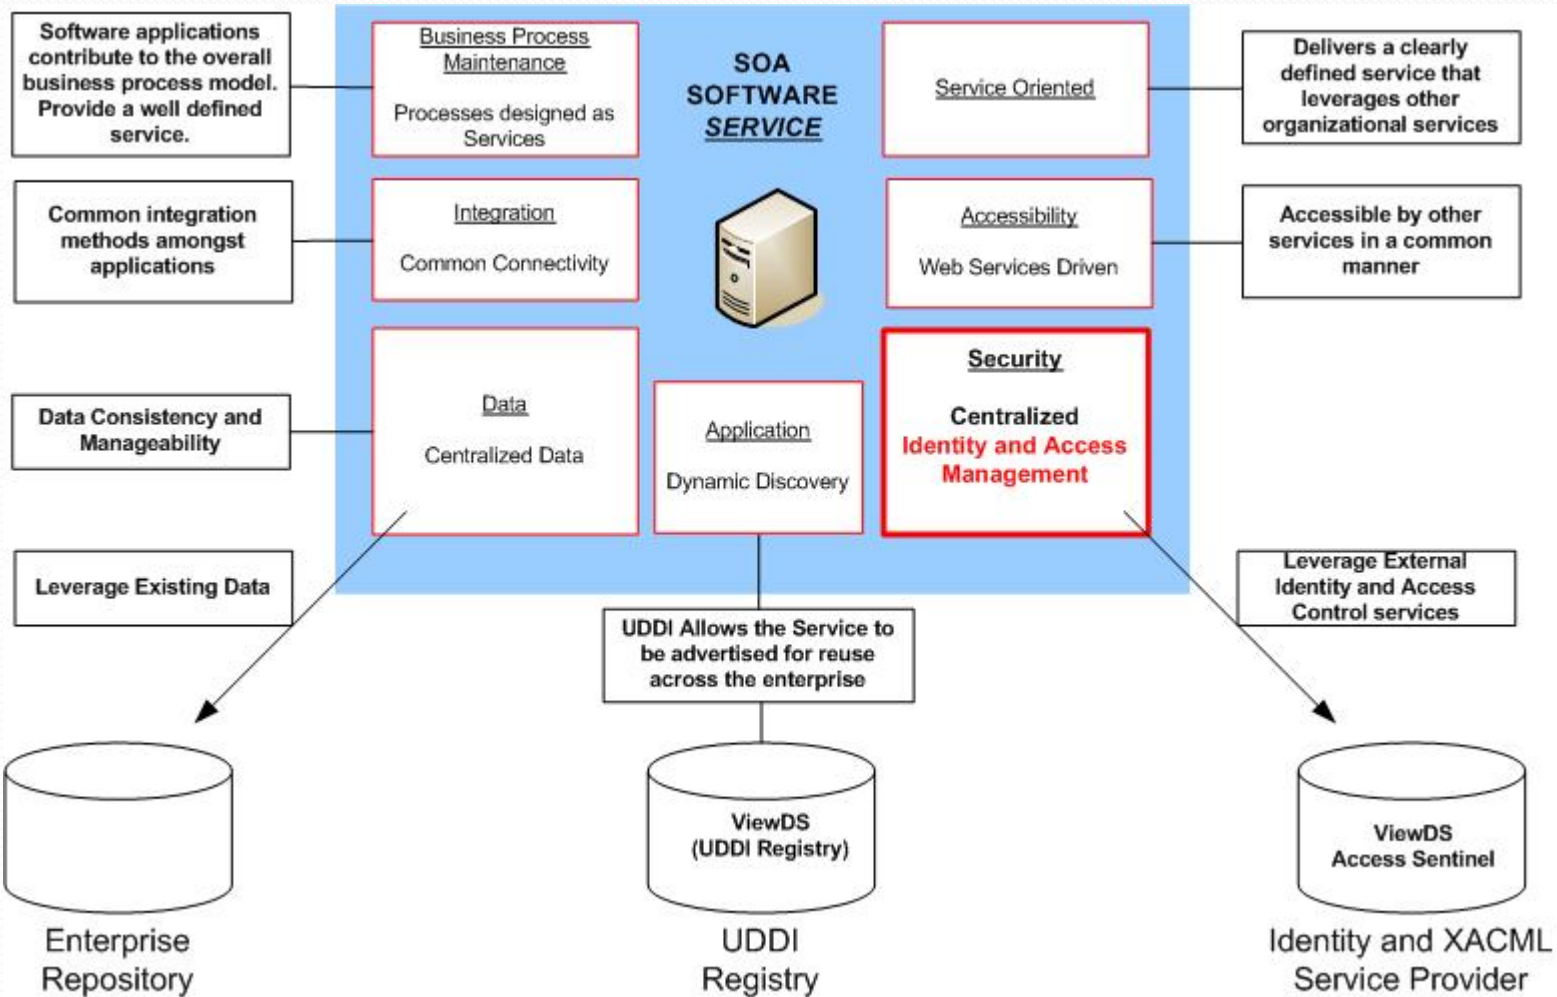 Software applications
contribute to the overall
business process model.
Provide a well defined
service.
Business Process
Maintenance
Processes designed as
Services
SOA
SOFTWARE
SERVICE
Service Oriented
Delivers a clearly
defined service that
leverages other
organizational services
Common integration
methods amongst
applications
Integration
Common Connectivity
Accessibility
Web Services Driven
Accessible by other
services in a common
manner
Data Consistency and
Manageability
Data
Centralized Data
Application
Dynamic Discovery
Security
Centralized
Identity and Access
Management
Leverage Existing Data
UDDI Allows the Service to
be advertised for reuse
across the enterprise
Leverage External
Identity and Access
Control services
ViewDS
(UDDI Registry)
ViewDS
Access Sentinel
Enterprise
Repository
UDDI
Registry
Identity and XACML
Service Provider